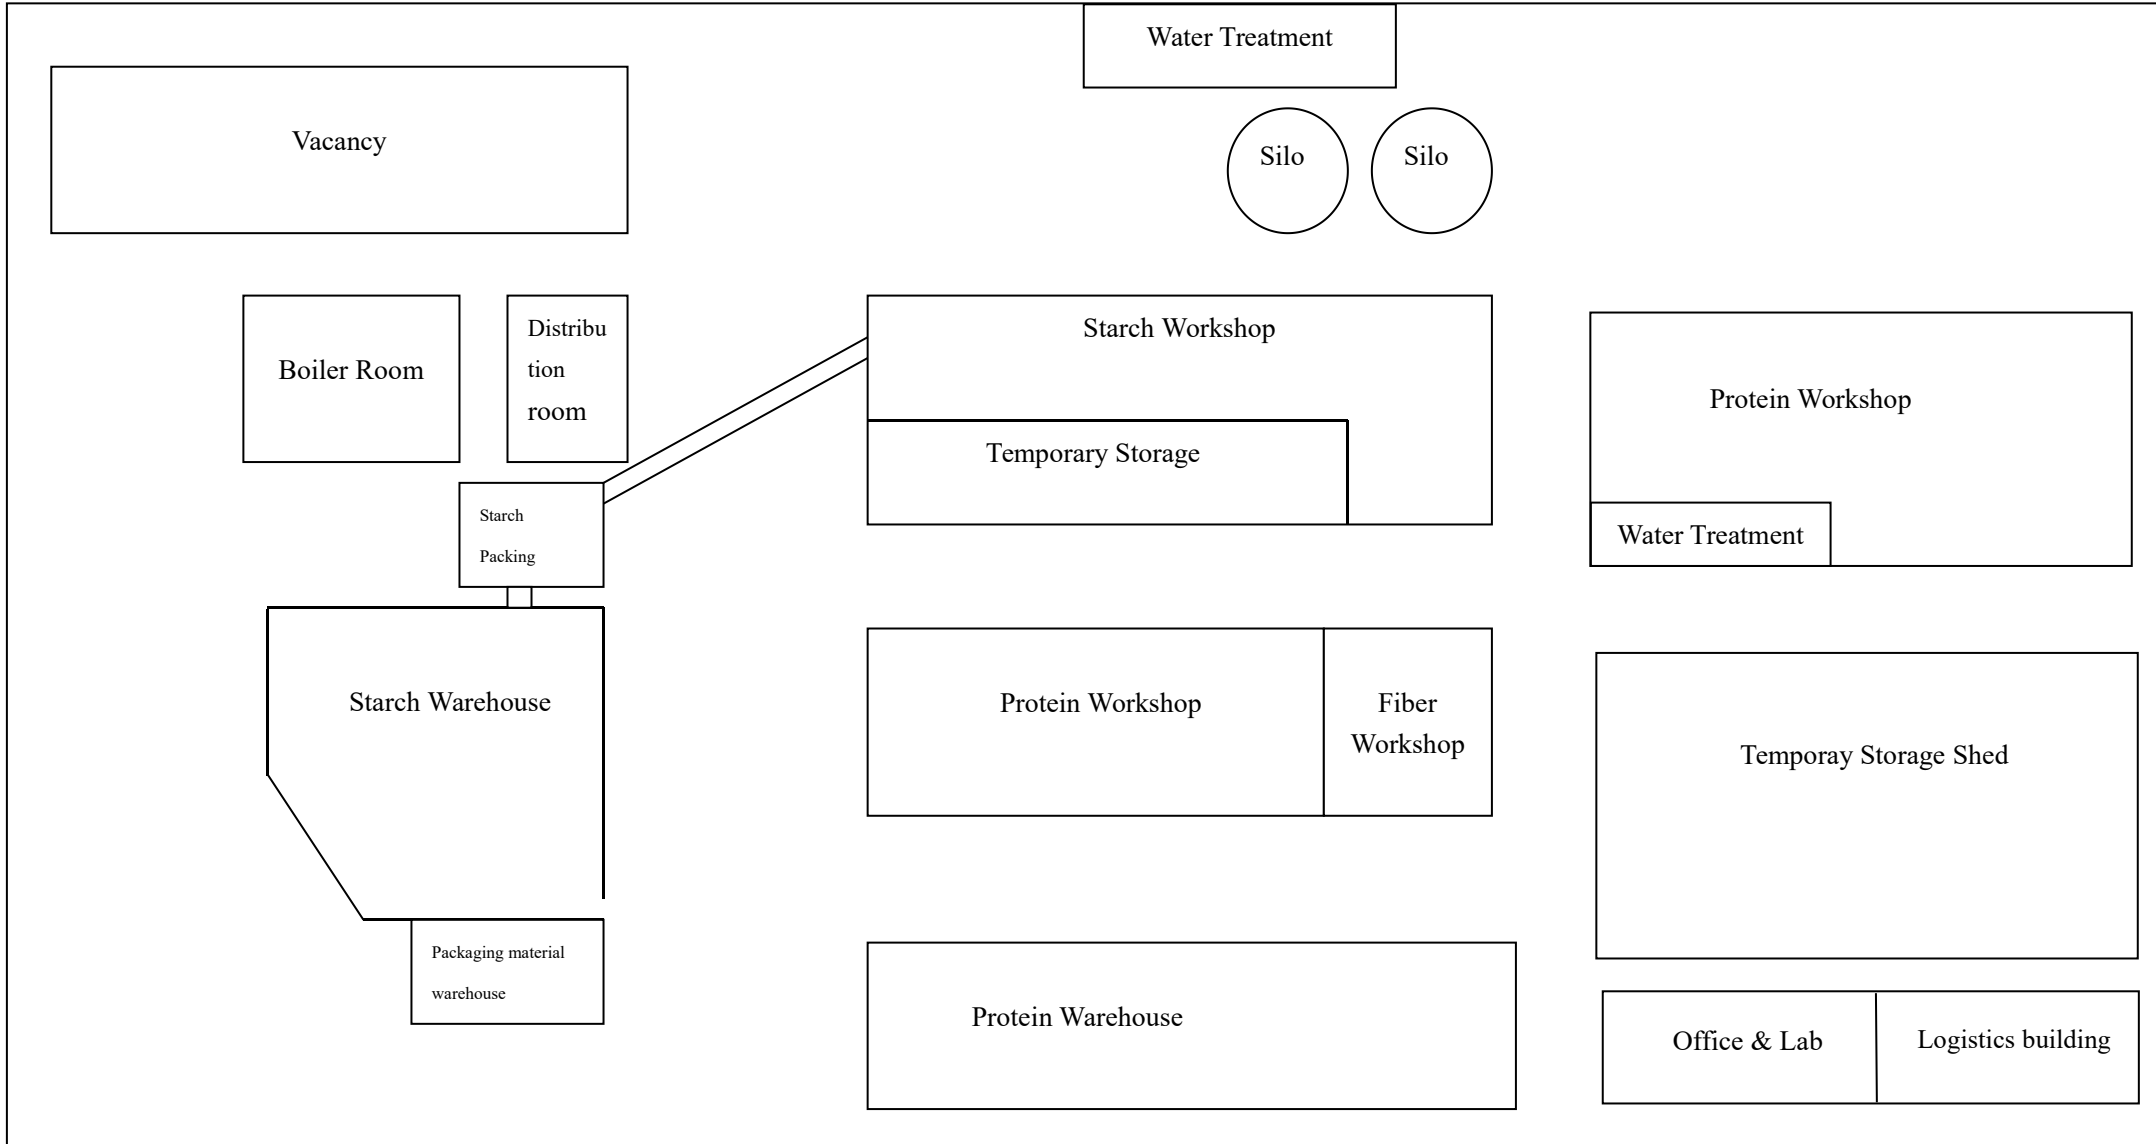 Water Treatment
Vacancy
Silo
Silo
Boiler Room
Distribu
tion
room
Starch Workshop
Temporary Storage
Protein Workshop
Water Treatment
Starch
Packing
Starch Warehouse
Protein Workshop
Fiber
Workshop
Temporay Storage Shed
Packaging material
warehouse
Protein Warehouse
Office & Lab
Logistics building